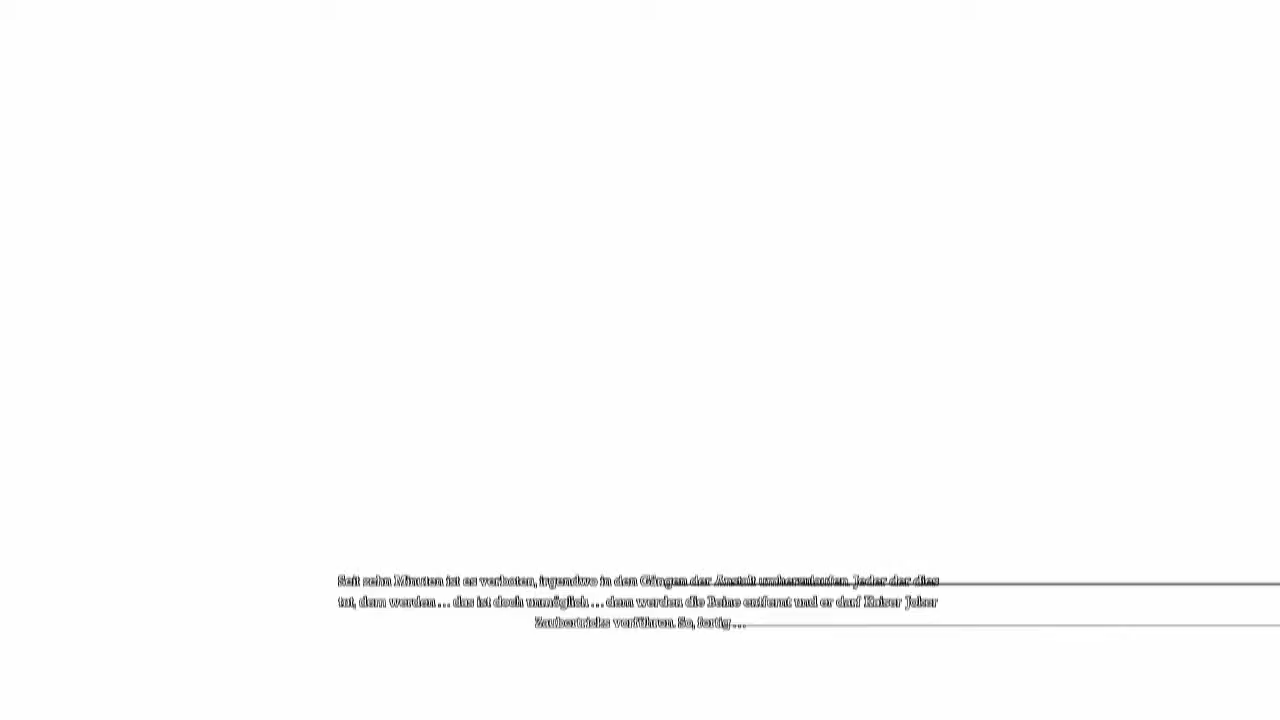 Seit zehn Minuten ist es verboten, irgendwo in den Gängen der Anstalt umherzulaufen. Jeder der dies
tut, dem werden ... das ist doch unmöglich ... dem werden die Beine entfernt und er darf Kaiser Joker
Zaubertricks vorführen. So, fertig ...